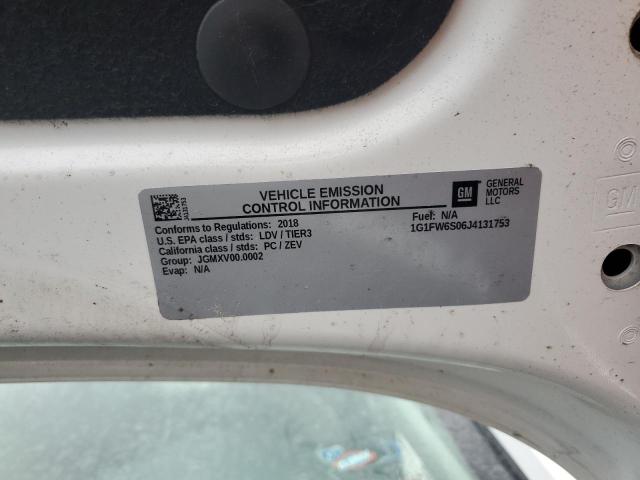 VEHICLE EMISSION
CONTROL INFORMATION
GM
GENERAL
MOTORS
LLC
JA131753
Conforms to Regulations: 2018
U.S. EPA class / stds: LDV / TIER3
California class / stds: PC / ZEV
Group: JGMXV00.0002
Evap: N/A
Fuel: N/A
1G1FW6S06J4131753